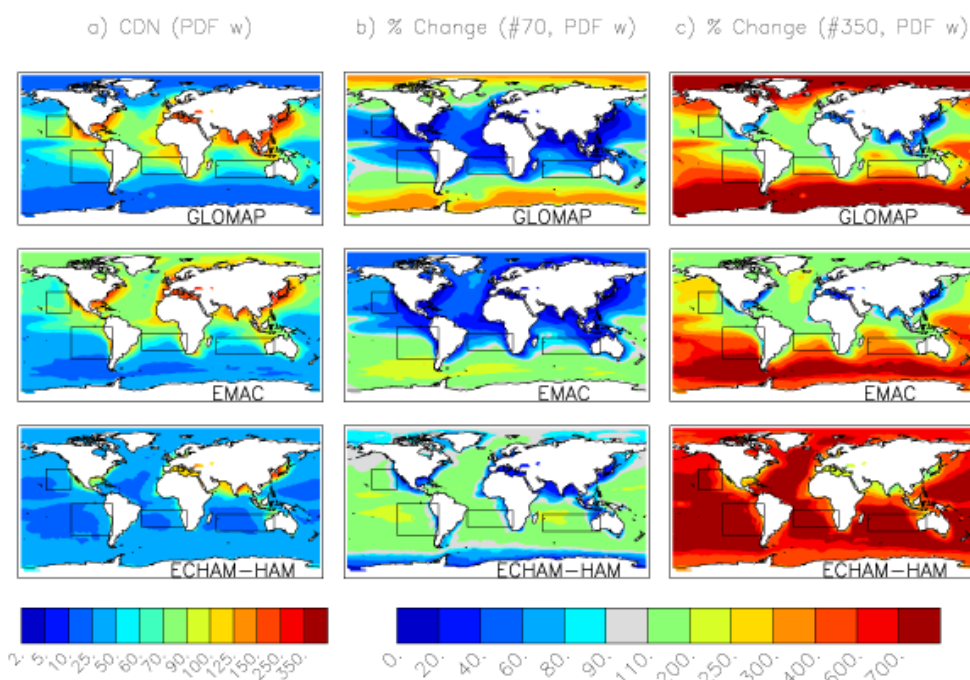 a) CDN (PDF w) b) % Change (#70, PDF w) c) % Change (#350, PDF w)
GLOMAP GLOMAP GLOMAP
EMAC EMAC EMAC
ECHAM-HAM ECHAM-HAM ECHAM-HAM
2. 5. 10. 25. 50. 60. 70. 90. 100. 125. 150. 250. 350. 0. 20. 40. 60. 80. 90. 110. 200. 250. 300. 400. 600. 700.